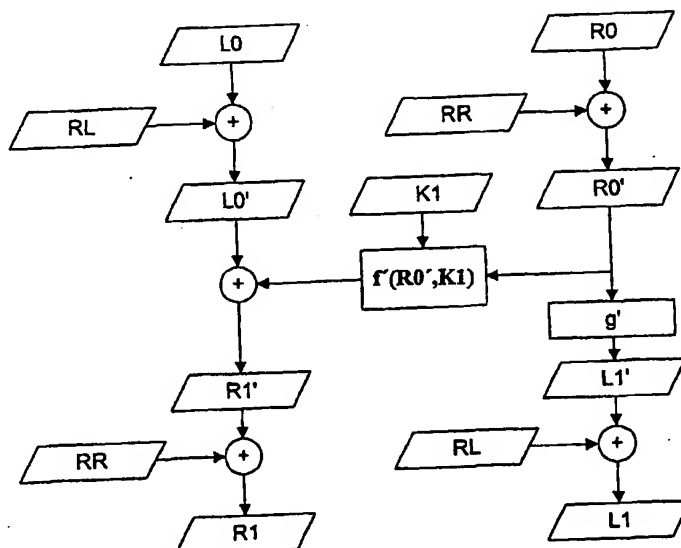 L0
R0
RL
+
RR
+
L0'
K1
R0'
+
f´(R0´,K1)
g'
R1'
L1'
RR
+
RL
+
R1
L1